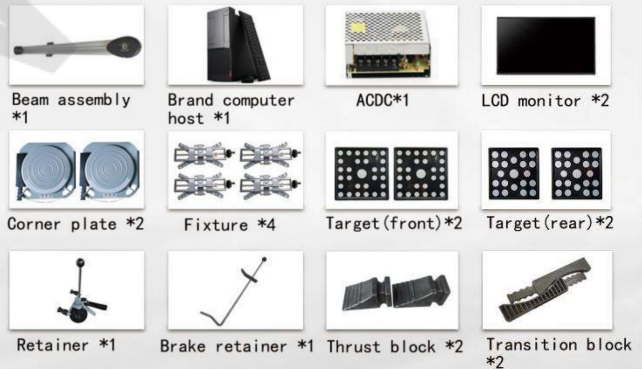 Beam assembly
*1
Brand computer
host *1
ACDC*1
LCD monitor *2
Corner plate *2
Fixture *4
Target(front)*2
Target(rear)*2
Retainer *1
Brake retainer *1
Thrust block *2
Transition block
*2